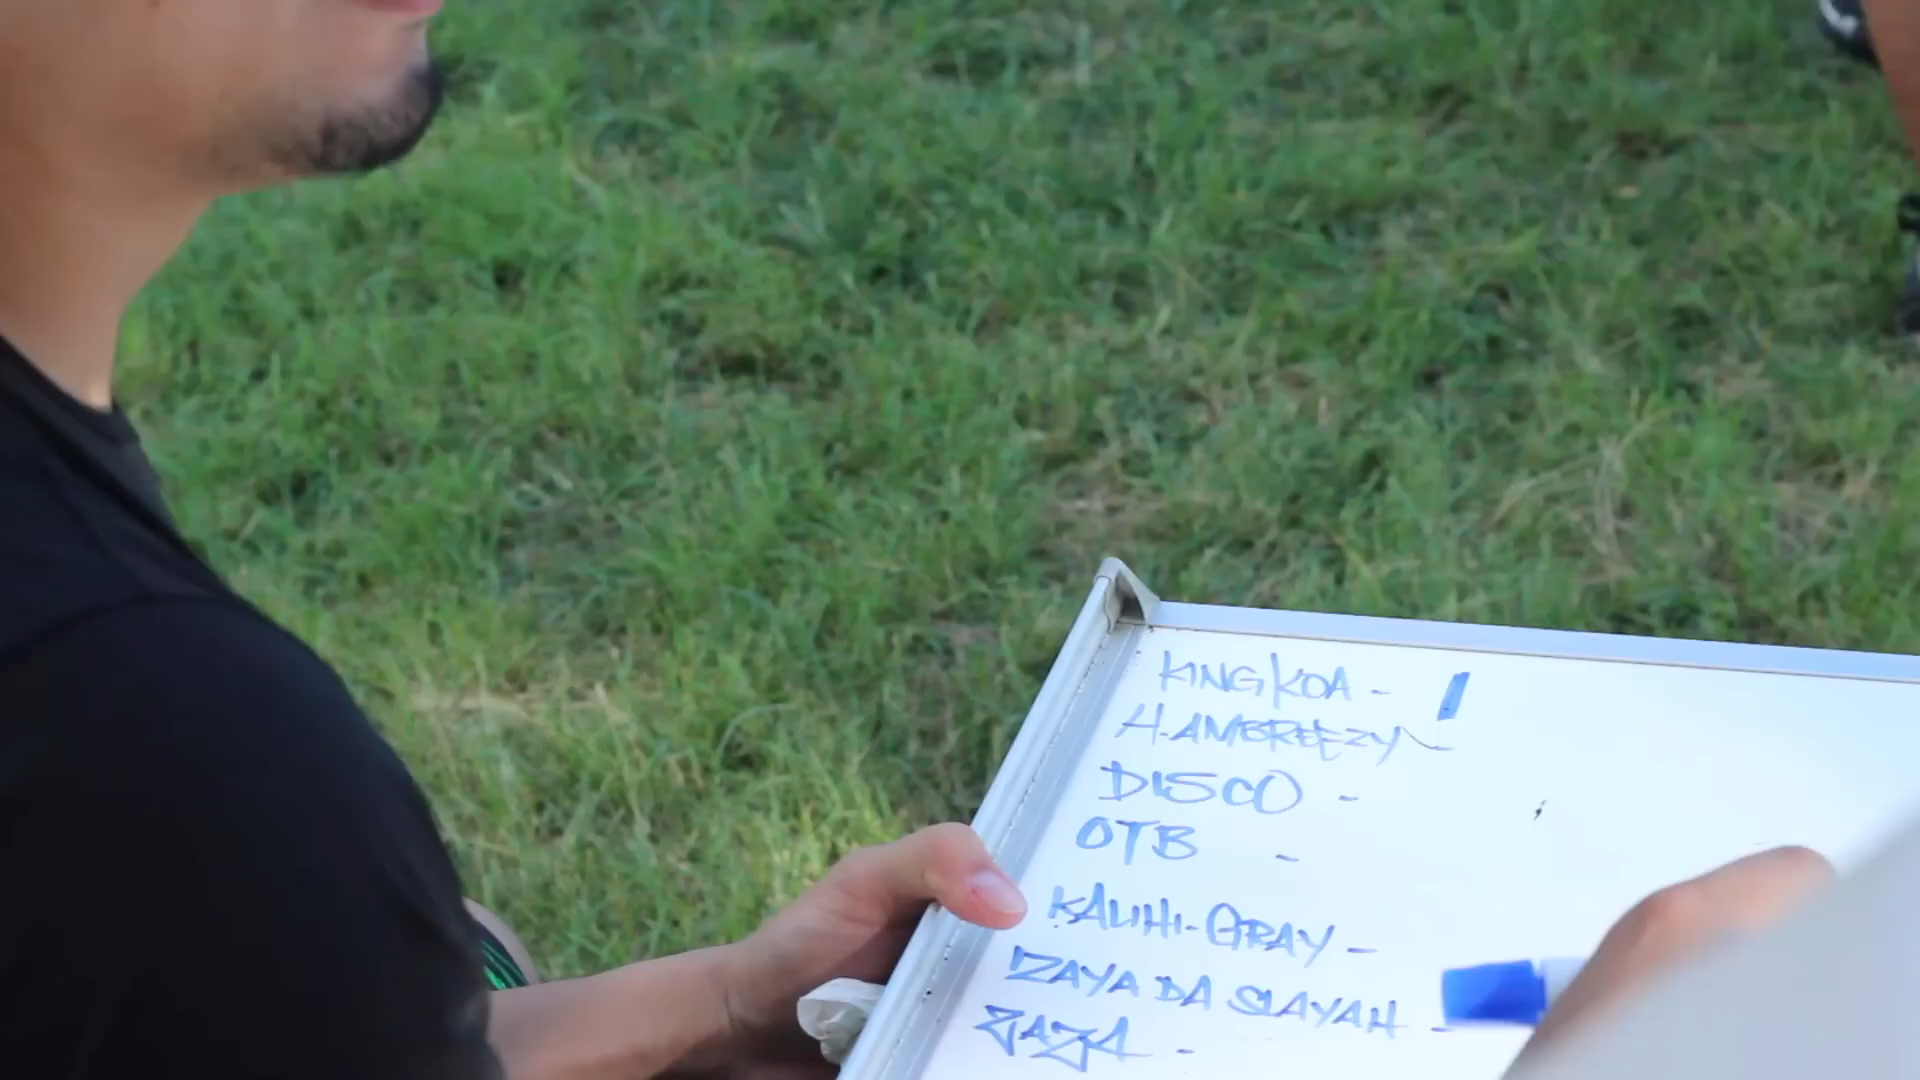 KING KOA - I
H.AMBREEZY -
DISCO -
OTB -
KALIHI-GRAY -
IZAYA DA SLAYAH -
ZAZA -